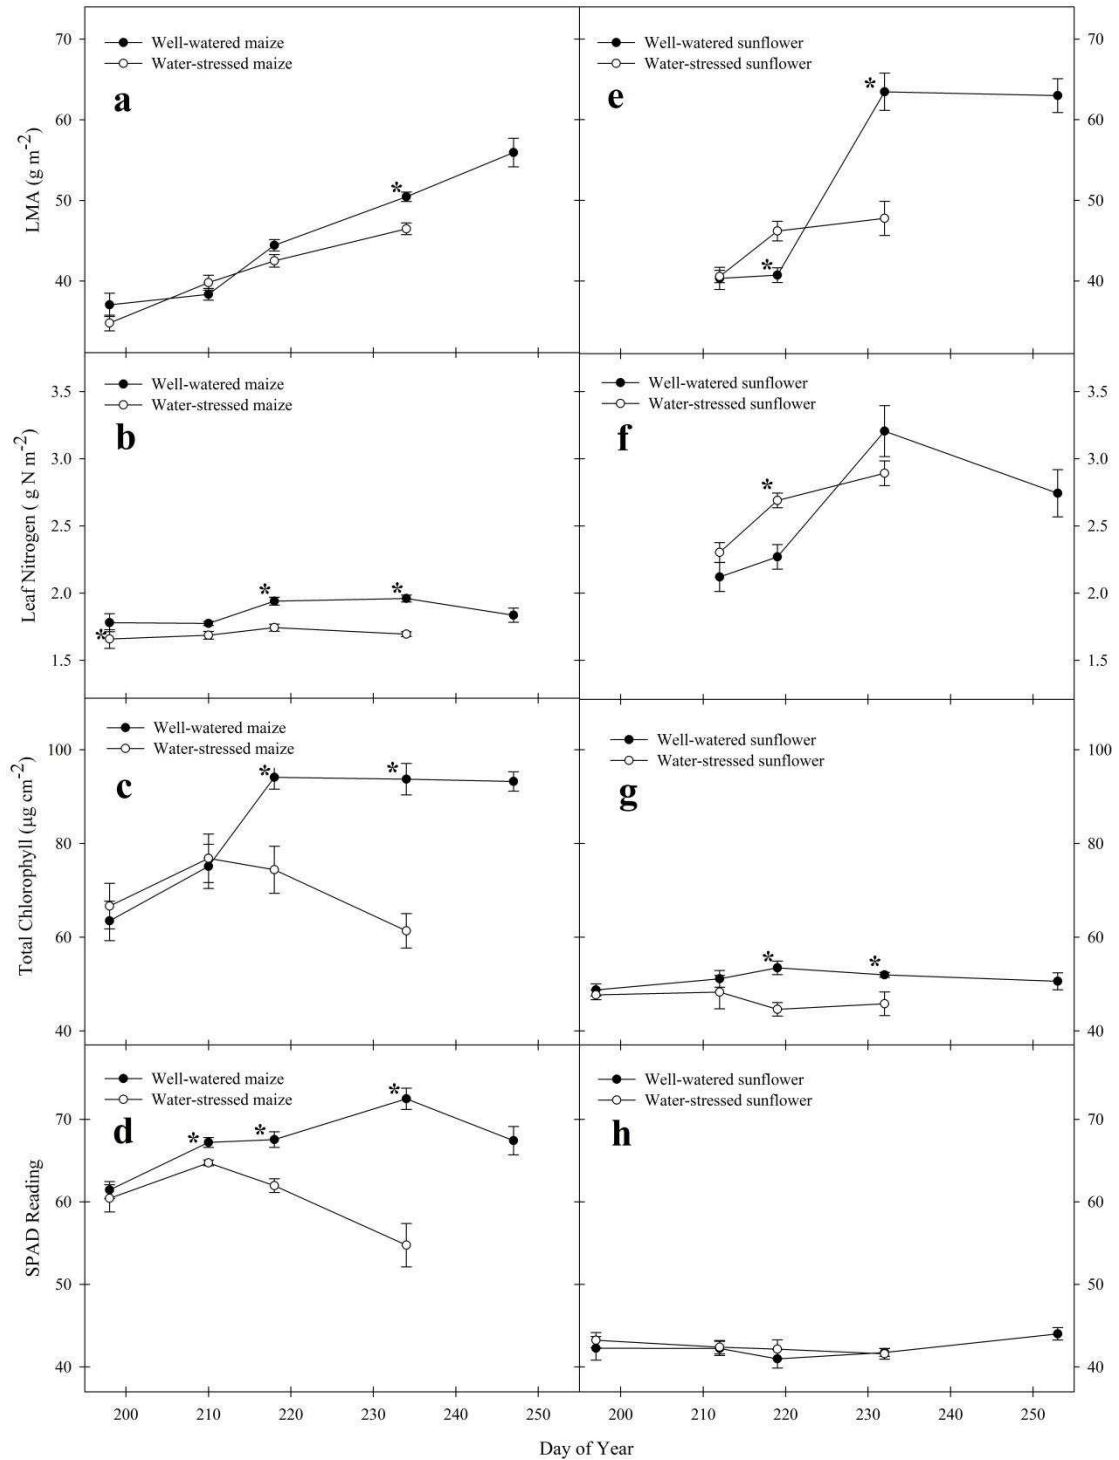 70
60
50
40
LMA (g m-2)
Well-watered maize
Water-stressed maize
a
*
Well-watered sunflower
Water-stressed sunflower
e
*
*
70
60
50
40
3.5
3.0
2.5
2.0
1.5
Leaf Nitrogen ( g N m-2)
Well-watered maize
Water-stressed maize
b
*
*
*
Well-watered sunflower
Water-stressed sunflower
f
*
3.5
3.0
2.5
2.0
1.5
100
80
60
40
Total Chlorophyll (µg cm-2)
Well-watered maize
Water-stressed maize
c
*
*
Well-watered sunflower
Water-stressed sunflower
g
*
*
100
80
60
40
70
60
50
40
SPAD Reading
Well-watered maize
Water-stressed maize
d
*
*
*
Well-watered sunflower
Water-stressed sunflower
h
70
60
50
40
200 210 220 230 240 250 200 210 220 230 240 250
Day of Year